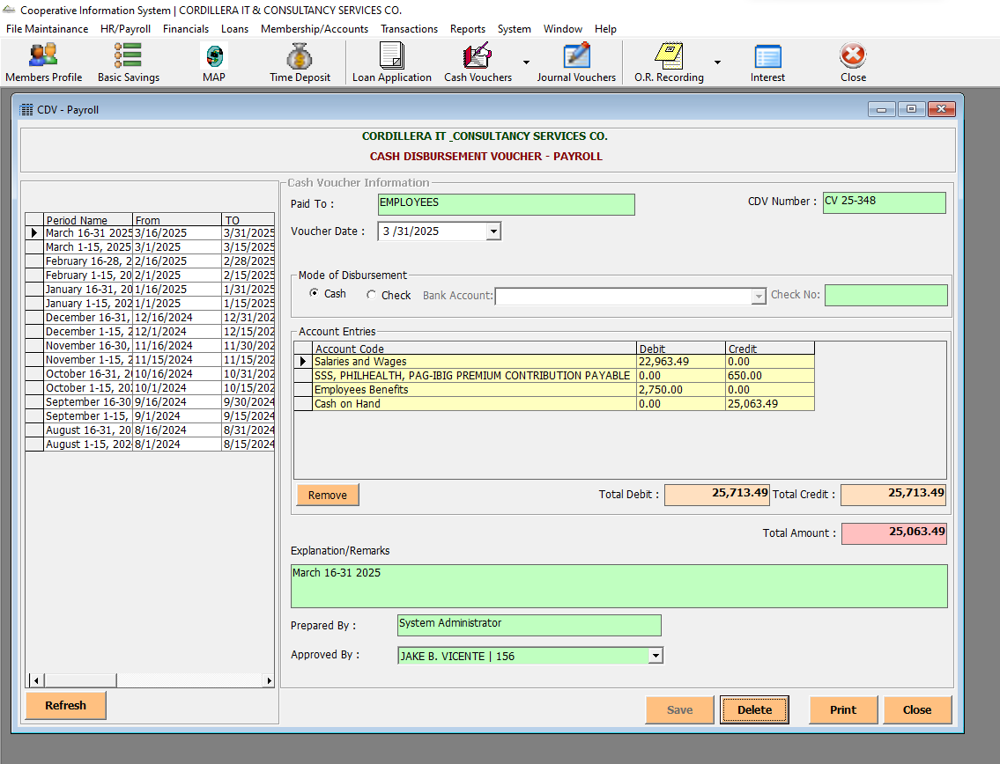 Cooperative Information System | CORDILLERA IT & CONSULTANCY SERVICES CO.
File Maintainance HR/Payroll Financials Loans Membership/Accounts Transactions Reports System Window Help
Members Profile Basic Savings MAP Time Deposit Loan Application Cash Vouchers Journal Vouchers O.R. Recording Interest Close
CDV - Payroll
CORDILLERA IT _CONSULTANCY SERVICES CO.
CASH DISBURSEMENT VOUCHER - PAYROLL
Period Name From TO
March 16-31 2025 3/16/2025 3/31/2025
March 1-15, 2025 3/1/2025 3/15/2025
February 16-28, 2 2/16/2025 2/28/2025
February 1-15, 20 2/1/2025 2/15/2025
January 16-31, 20 1/16/2025 1/31/2025
January 1-15, 202 1/1/2025 1/15/2025
December 16-31, 12/16/2024 12/31/202
December 1-15, 2 12/1/2024 12/15/202
November 16-30, 11/16/2024 11/30/202
November 1-15, 2 11/15/2024 11/15/202
October 16-31, 20 10/16/2024 10/31/202
October 1-15, 20 10/1/2024 10/15/202
September 16-30 9/16/2024 9/30/2024
September 1-15, 9/1/2024 9/15/2024
August 16-31, 20 8/16/2024 8/31/2024
August 1-15, 202 8/1/2024 8/15/2024
Refresh
Cash Voucher Information
Paid To : EMPLOYEES CDV Number : CV 25-348
Voucher Date : 3 /31/2025
Mode of Disbursement
Cash Check Bank Account: Check No:
Account Entries
Account Code Debit Credit
Salaries and Wages 22,963.49 0.00
SSS, PHILHEALTH, PAG-IBIG PREMIUM CONTRIBUTION PAYABLE 0.00 650.00
Employees Benefits 2,750.00 0.00
Cash on Hand 0.00 25,063.49
Remove Total Debit : 25,713.49 Total Credit : 25,713.49
Total Amount : 25,063.49
Explanation/Remarks
March 16-31 2025
Prepared By : System Administrator
Approved By : JAKE B. VICENTE | 156
Save Delete Print Close